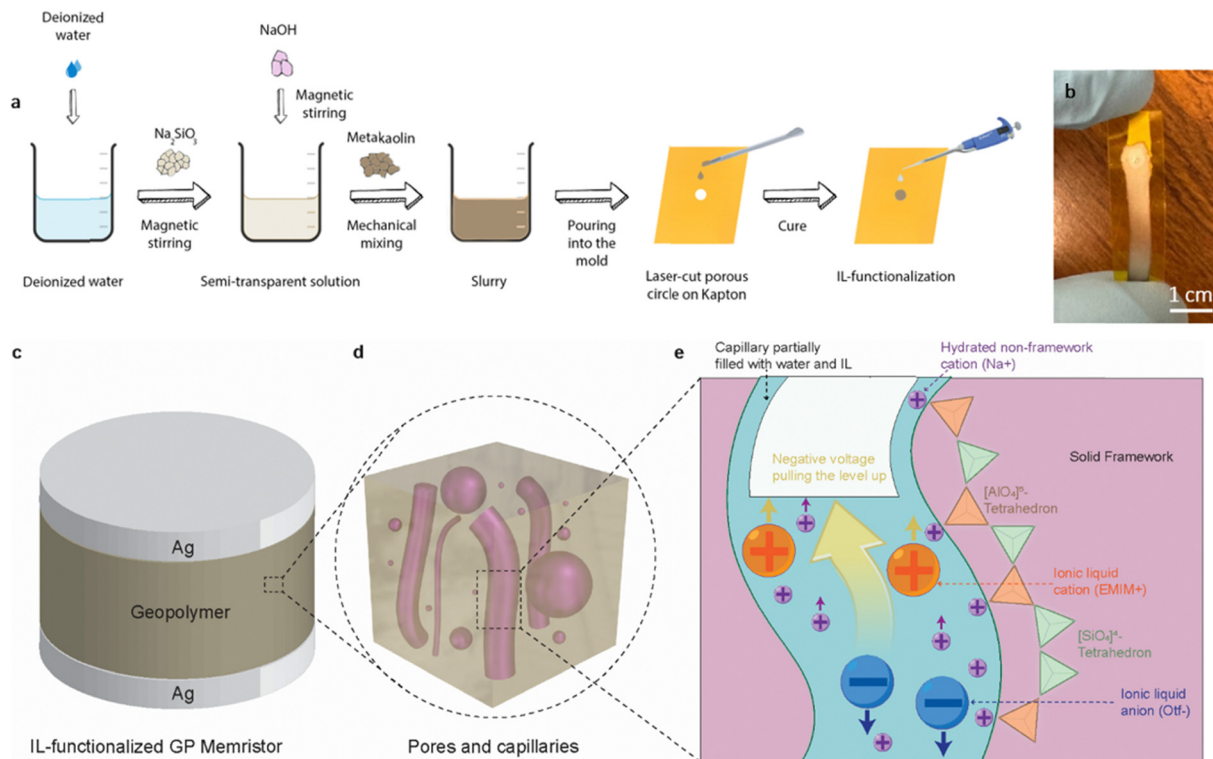 a
Deionized
water
NaOH
Magnetic
stirring
Na2SiO3
Magnetic
stirring
Metakaolin
Mechanical
mixing
Pouring
into the
mold
Cure
Deionized water
Semi-transparent solution
Slurry
Laser-cut porous
circle on Kapton
IL-functionalization
b
1 cm
c
Ag
Geopolymer
Ag
IL-functionalized GP Memristor
d
Pores and capillaries
e
Capillary partially
filled with water and IL
Hydrated non-framework
cation (Na+)
Negative voltage
pulling the level up
Solid Framework
Tetrahedron
Ionic liquid
cation (EMIM+)
[SiO4]4-
Tetrahedron
Ionic liquid
anion (Otf-)